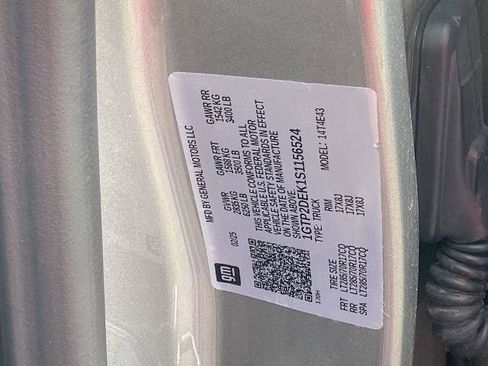 MFD BY GENERAL MOTORS LLC
02/25 GVWR GAWR FRT GAWR RR
2835 KG 1588 KG 1542 KG
6250 LB 3500 LB 3400 LB
THIS VEHICLE CONFORMS TO ALL
APPLICABLE U.S. FEDERAL MOTOR
VEHICLE SAFETY STANDARDS IN EFFECT
ON THE DATE OF MANUFACTURE
SHOWN ABOVE.
1GTP2DEK1S1156524
TYPE: TRUCK MODEL: 14T4E43
gm
TIRE SIZE RIM
FRT LT265/70R17CQ 17X8J
RR LT265/70R17CQ 17X8J
SPA LT265/70R17CQ 17X8J